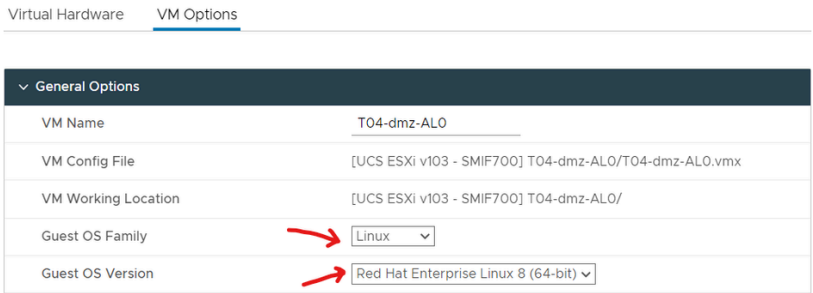 Virtual Hardware VM Options
General Options
VM Name T04-dmz-AL0
VM Config File [UCS ESXi v103 - SMIF700] T04-dmz-AL0/T04-dmz-AL0.vmx
VM Working Location [UCS ESXi v103 - SMIF700] T04-dmz-AL0/
Guest OS Family Linux
Guest OS Version Red Hat Enterprise Linux 8 (64-bit)